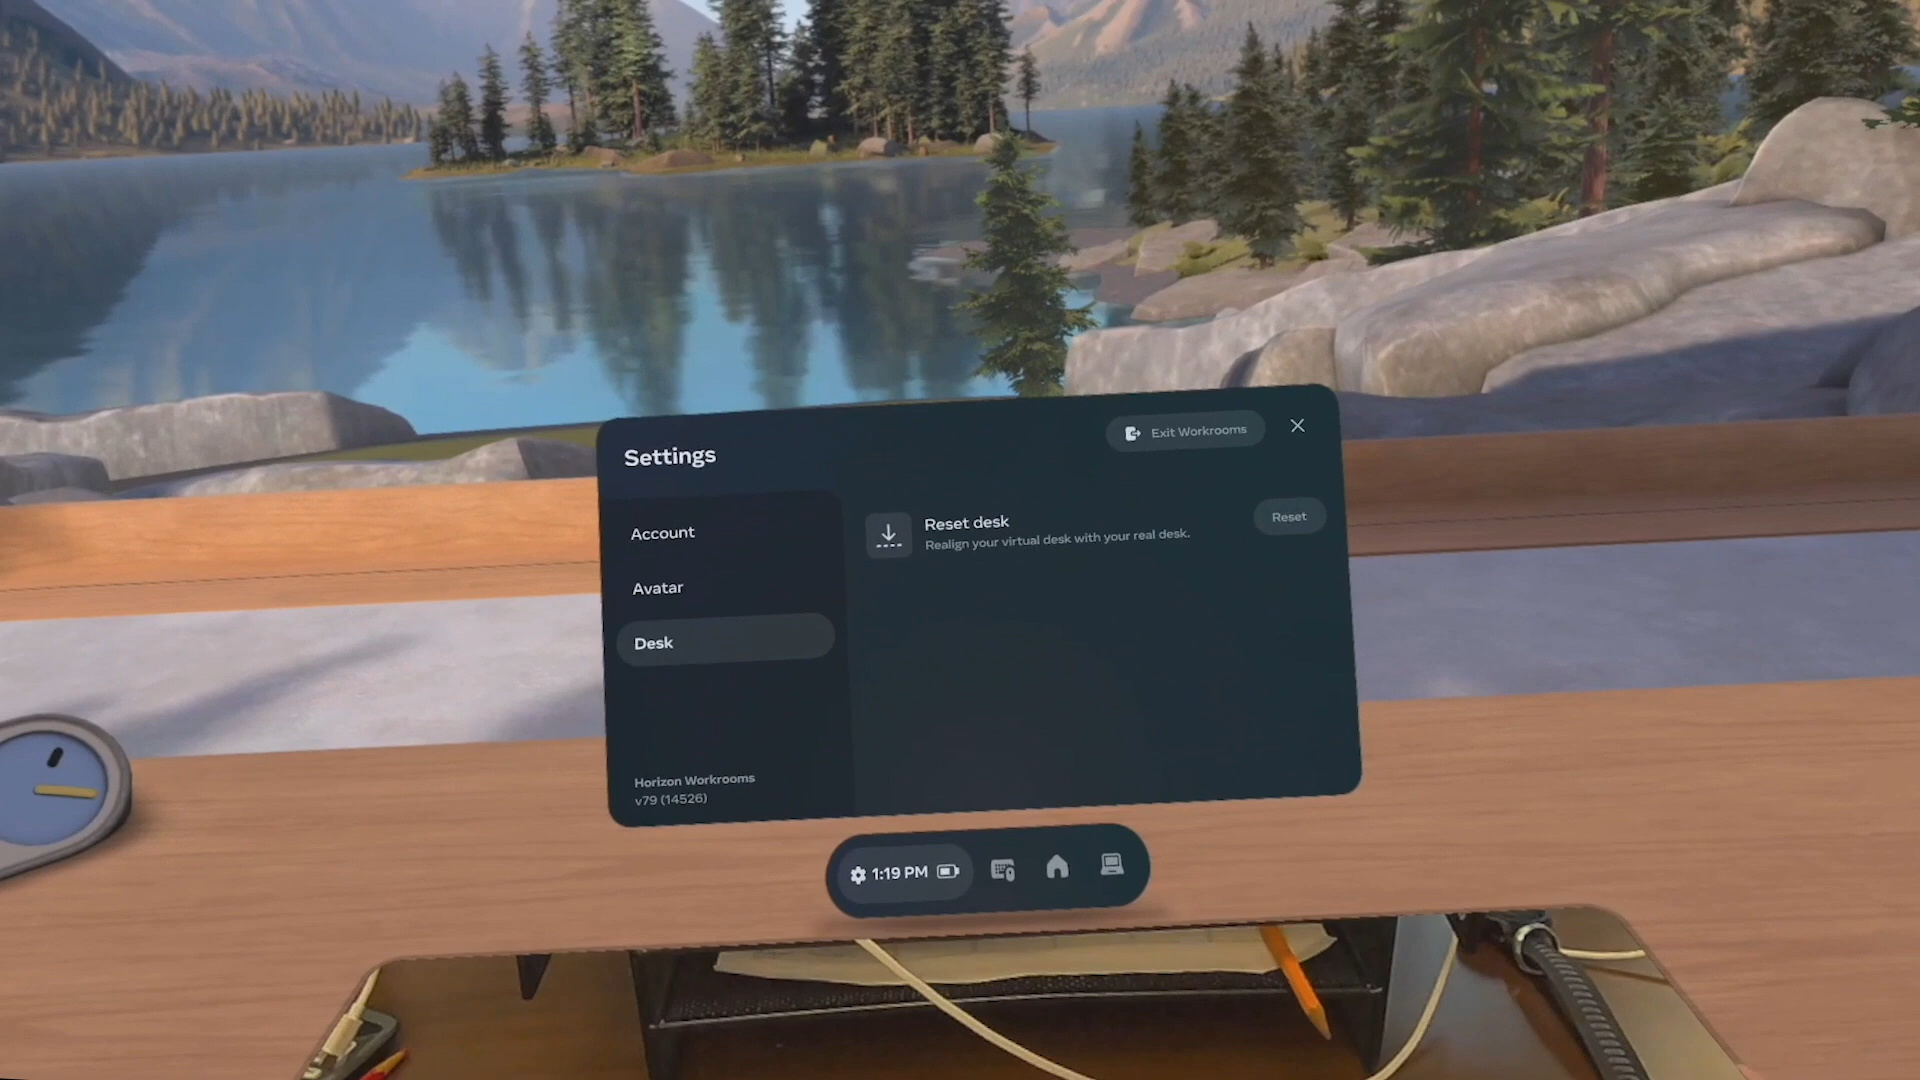 Settings
Exit Workrooms
Account
Avatar
Desk
Reset desk
Realign your virtual desk with your real desk.
Reset
Horizon Workrooms
v79 (14526)
1:19 PM